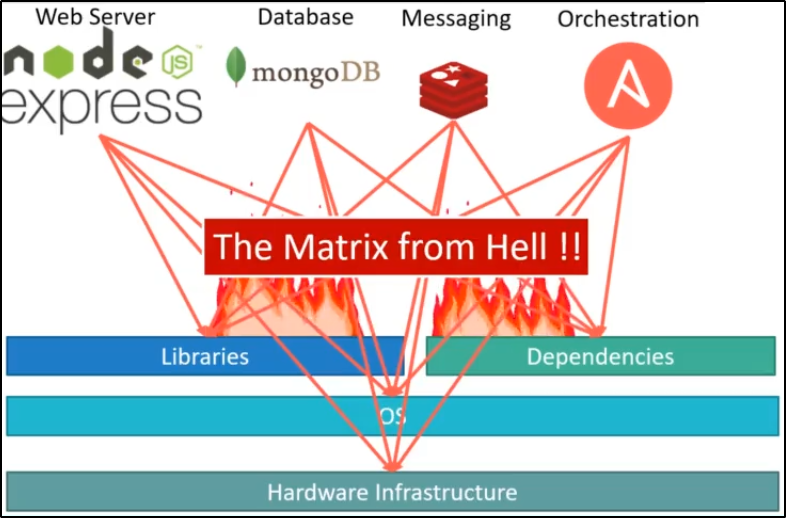 Web Server
Database
Messaging
Orchestration
node
JS
express
mongoDB
The Matrix from Hell !!
Libraries
Dependencies
OS
Hardware Infrastructure